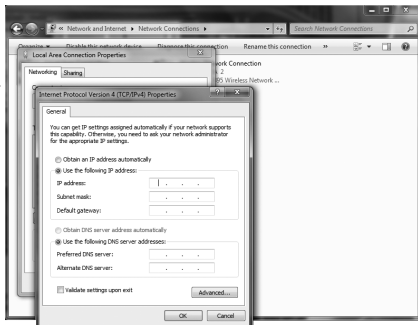 « Network and Internet ▸ Network Connections ▸
Search Network Connections
Organize ▾ Disable this network device Diagnose this connection Rename this connection »
Local Area Connection Properties
Networking Sharing
work Connection
2
95 Wireless Network ...
Internet Protocol Version 4 (TCP/IPv4) Properties
General
You can get IP settings assigned automatically if your network supports
this capability. Otherwise, you need to ask your network administrator
for the appropriate IP settings.
Obtain an IP address automatically
Use the following IP address:
IP address:
Subnet mask:
Default gateway:
Obtain DNS server address automatically
Use the following DNS server addresses:
Preferred DNS server:
Alternate DNS server:
Validate settings upon exit
Advanced...
OK Cancel